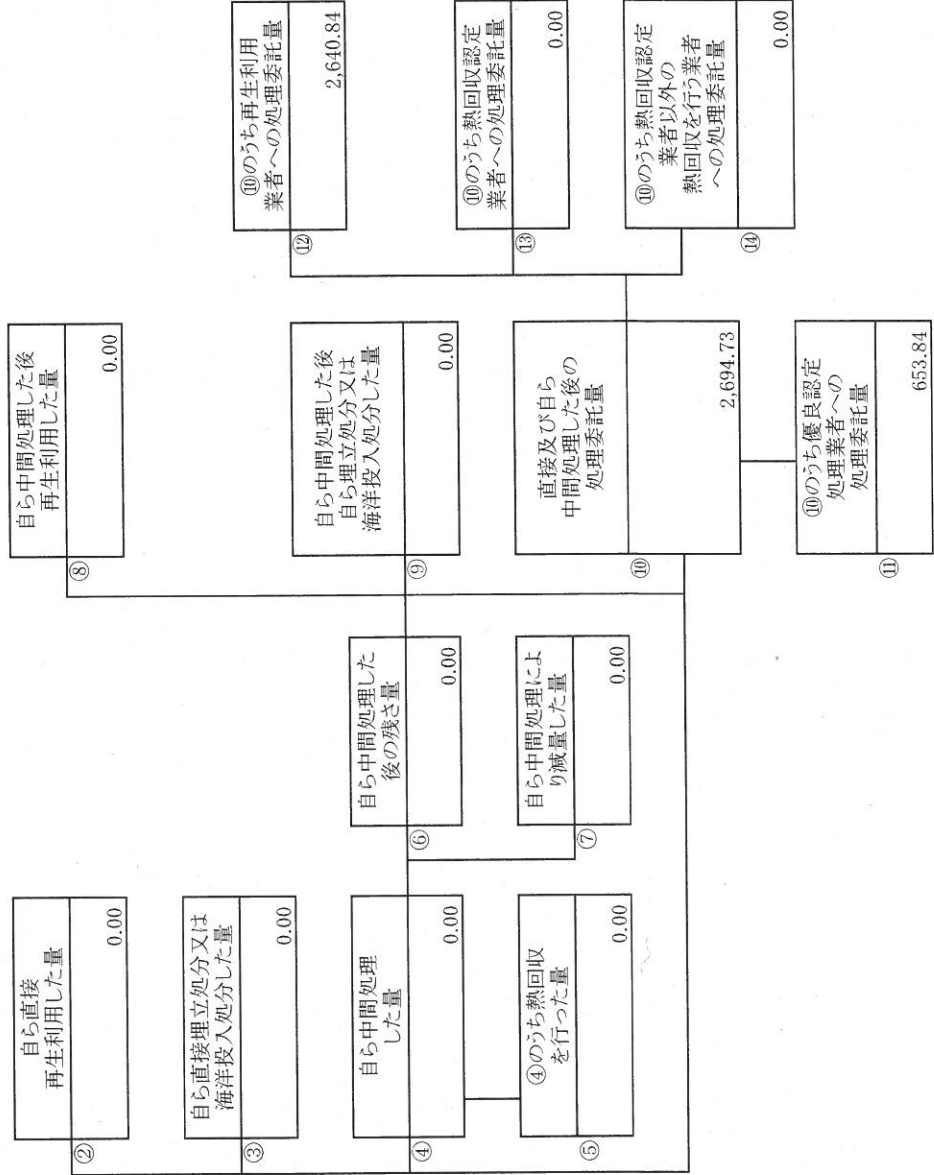 ②
自ら直接
再生利用した量
0.00
③
自ら直接埋立処分又は
海洋投入処分した量
0.00
④
自ら中間処理
した量
0.00
⑤
④のうち熱回収
を行った量
0.00
⑥
自ら中間処理した
後の残さ量
0.00
⑦
自ら中間処理によ
り減量した量
0.00
⑧
自ら中間処理した後
再生利用した量
0.00
⑨
自ら中間処理した後
自ら埋立処分又は
海洋投入処分した量
0.00
⑩
直接及び自ら
中間処理した後の
処理委託量
2,694.73
⑪
⑩のうち優良認定
処理業者への
処理委託量
653.84
⑫
⑩のうち再生利用
業者への処理委託量
2,640.84
⑬
⑩のうち熱回収認定
業者への処理委託量
0.00
⑭
⑩のうち熱回収認定
業者以外の
熱回収を行う業者
への処理委託量
0.00